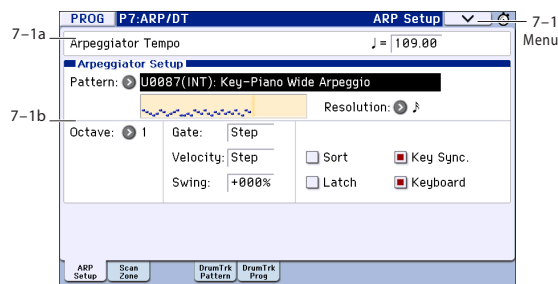 PROG P7:ARP/DT ARP Setup
7–1
Menu
7–1a
Arpeggiator Tempo ♩= 109.00
Arpeggiator Setup
Pattern: U0087(INT): Key-Piano Wide Arpeggio
Resolution: ♪
7–1b
Octave: 1 Gate: Step
Velocity: Step Sort Key Sync.
Swing: +000% Latch Keyboard
ARP Setup Scan Zone DrumTrk Pattern DrumTrk Prog